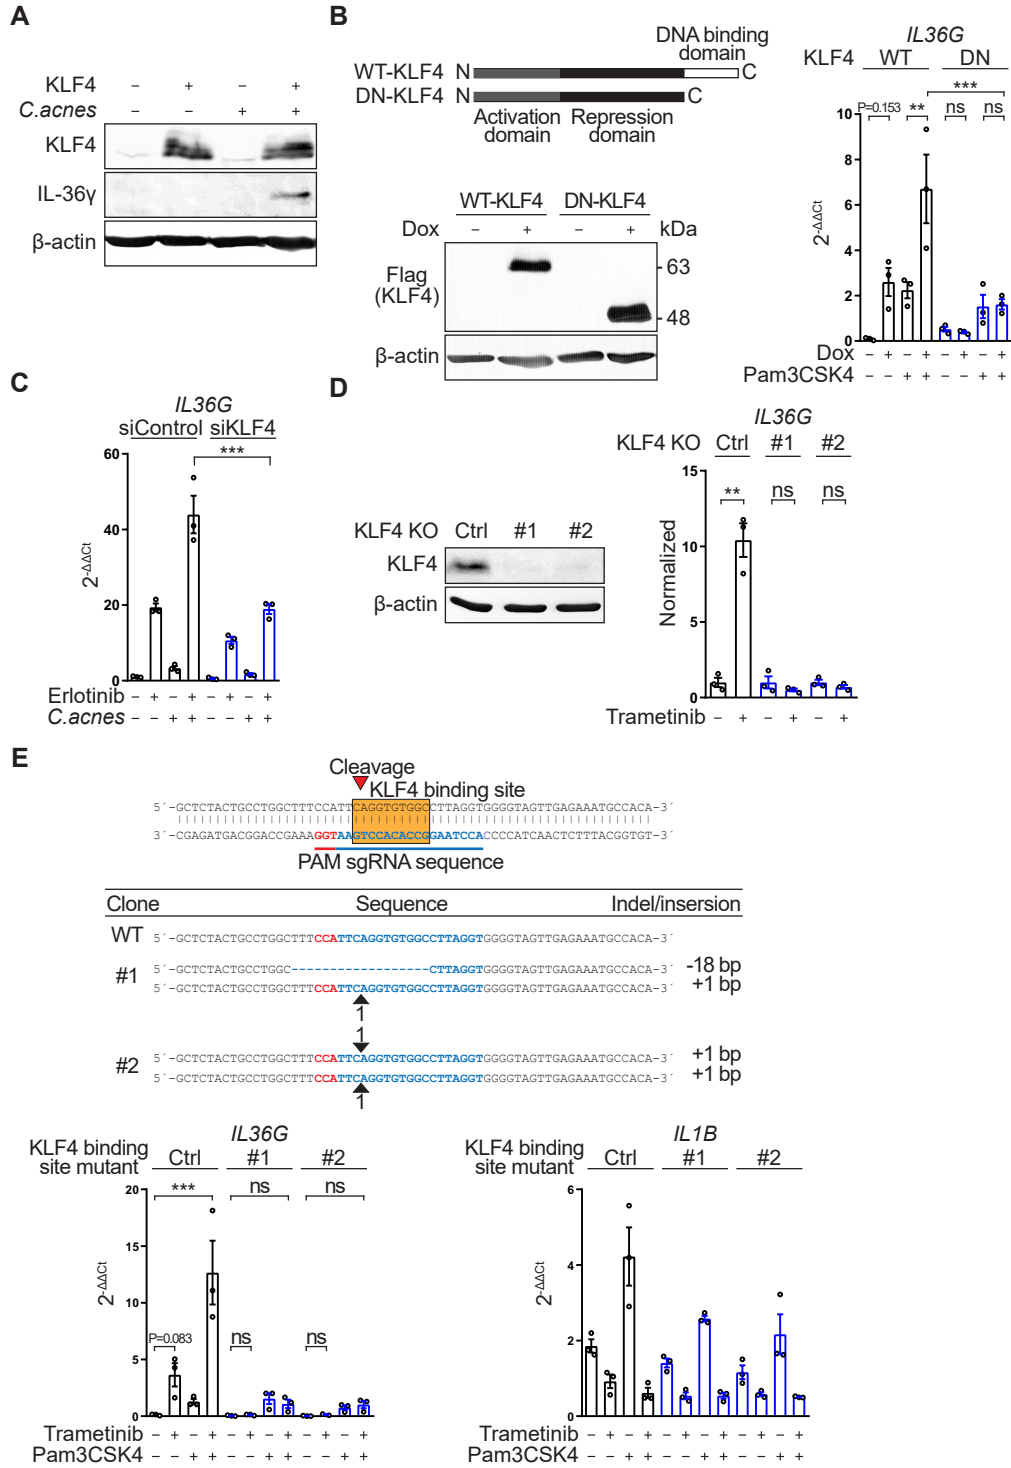 A
KLF4 – + – +
C.acnes – – + +
KLF4
IL-36γ
β-actin
B
DNA binding
domain
WT-KLF4 N C
DN-KLF4 N C
Activation
domain
Repression
domain
WT-KLF4 DN-KLF4
Dox – + – + kDa
Flag
(KLF4)
63
48
β-actin
IL36G
KLF4 WT DN
***
P=0.153 ** ns ns
10
8
6
4
2
0
2-ΔΔCt
Dox – + – + – + – +
Pam3CSK4 – – + + – – + +
C
IL36G
siControl siKLF4
***
60
40
20
0
2-ΔΔCt
Erlotinib – + – + – + – +
C.acnes – – + + – – + +
D
KLF4 KO Ctrl #1 #2
KLF4
β-actin
IL36G
KLF4 KO Ctrl #1 #2
** ns ns
15
10
5
0
Normalized
Trametinib – + – + – +
E
Cleavage
KLF4 binding site
5´-GCTCTACTGCCTGGCTTTCCATTCAGGTGTGGCCTTAGGTGGGGTAGTTGAGAAATGCCACA-3´
3´-CGAGATGACGGACCGAAAGGTAAGTCCACACCGGAATCCACCCCATCAACTCTTTACGGTGT-5´
PAM sgRNA sequence
Clone Sequence Indel/insersion
WT 5´-GCTCTACTGCCTGGCTTTCCATTCAGGTGTGGCCTTAGGTGGGGTAGTTGAGAAATGCCACA-3´
#1
5´-GCTCTACTGCCTGGC------------------CTTAGGTGGGGTAGTTGAGAAATGCCACA-3´ -18 bp
5´-GCTCTACTGCCTGGCTTTCCATTCAGGTGTGGCCTTAGGTGGGGTAGTTGAGAAATGCCACA-3´ +1 bp
1
1
#2
5´-GCTCTACTGCCTGGCTTTCCATTCAGGTGTGGCCTTAGGTGGGGTAGTTGAGAAATGCCACA-3´ +1 bp
5´-GCTCTACTGCCTGGCTTTCCATTCAGGTGTGGCCTTAGGTGGGGTAGTTGAGAAATGCCACA-3´ +1 bp
1
IL36G
KLF4 binding
site mutant
Ctrl #1 #2
*** ns ns
P=0.083 ns ns
20
15
10
5
0
2-ΔΔCt
Trametinib – + – + – + – + – + – +
Pam3CSK4 – – + + – – + + – – + +
IL1B
KLF4 binding
site mutant
Ctrl #1 #2
6
4
2
0
2-ΔΔCt
Trametinib – + – + – + – + – + – +
Pam3CSK4 – – + + – – + + – – + +